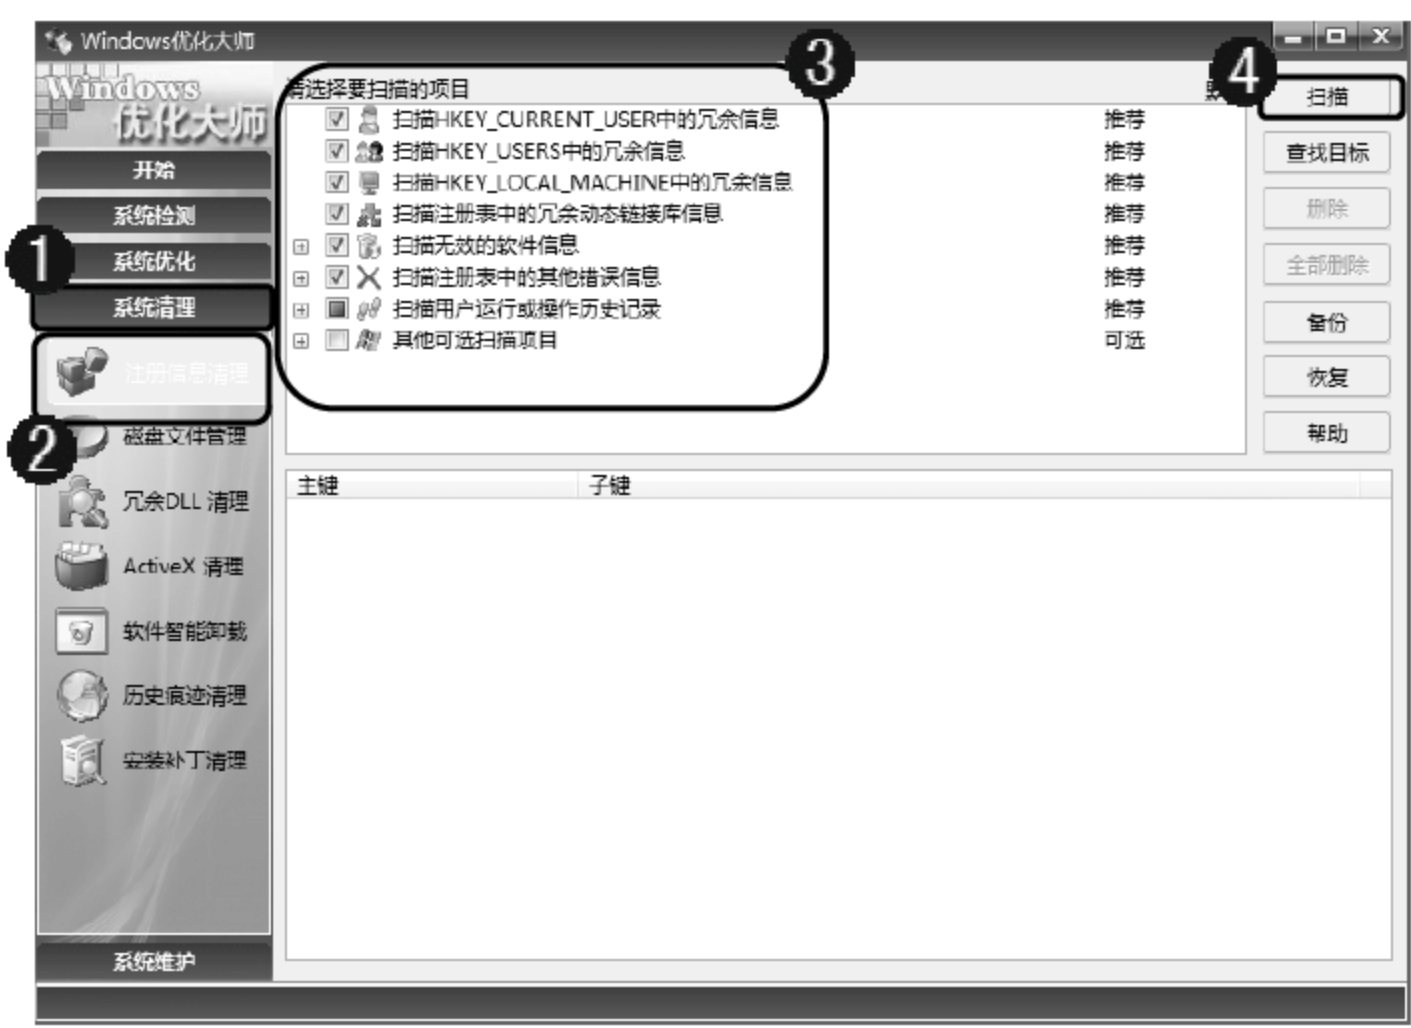 Windows优化大师
Windows
优化大师
开始
系统检测
系统优化
系统清理
注册信息清理
磁盘文件管理
冗余DLL 清理
ActiveX 清理
软件智能卸载
历史痕迹清理
安装补丁清理
系统维护
1
2
3
4
请选择要扫描的项目
扫描HKEY_CURRENT_USER中的冗余信息 推荐
扫描HKEY_USERS中的冗余信息 推荐
扫描HKEY_LOCAL_MACHINE中的冗余信息 推荐
扫描注册表中的冗余动态链接库信息 推荐
扫描无效的软件信息 推荐
扫描注册表中的其他错误信息 推荐
扫描用户运行或操作历史记录 推荐
其他可选扫描项目 可选
扫描
查找目标
删除
全部删除
备份
恢复
帮助
主键 子键